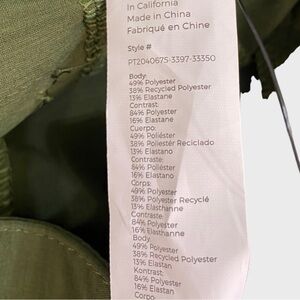 In California
Made in China
Fabriqué en Chine
Style #
PT204067S-3397-33350
Body:
49% Polyester
38% Recycled Polyester
13% Elastane
Contrast:
84% Polyester
16% Elastane
Cuerpo:
49% Poliéster
38% Poliéster Reciclado
13% Elastano
Contraste:
84% Poliéster
16% Elastano
Corps:
49% Polyester
38% Polyester Recyclé
13% Elasthanne
Contraste:
84% Polyester
16% Elasthanne
Body:
49% Polyester
38% Recycled Polyester
13% Elastan
Kontrast:
84% Polyester
16% Elastan
Corpo